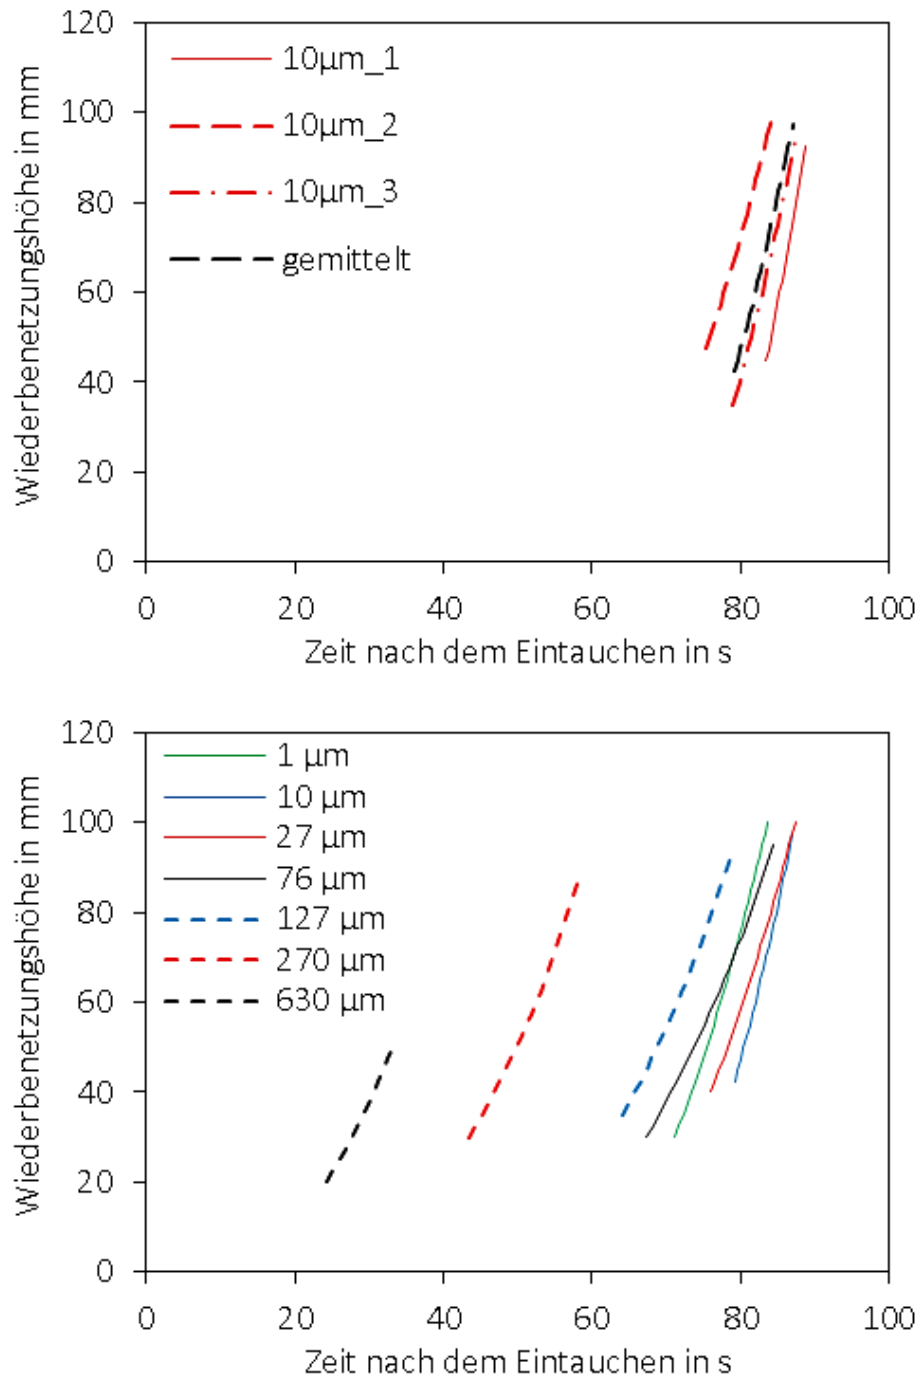 Wiederbenetzungshöhe in mm
120
100
80
60
40
20
0
10µm_1
10µm_2
10µm_3
gemittelt
0 20 40 60 80 100
Zeit nach dem Eintauchen in s
Wiederbenetzungshöhe in mm
120
100
80
60
40
20
0
1 µm
10 µm
27 µm
76 µm
127 µm
270 µm
630 µm
0 20 40 60 80 100
Zeit nach dem Eintauchen in s